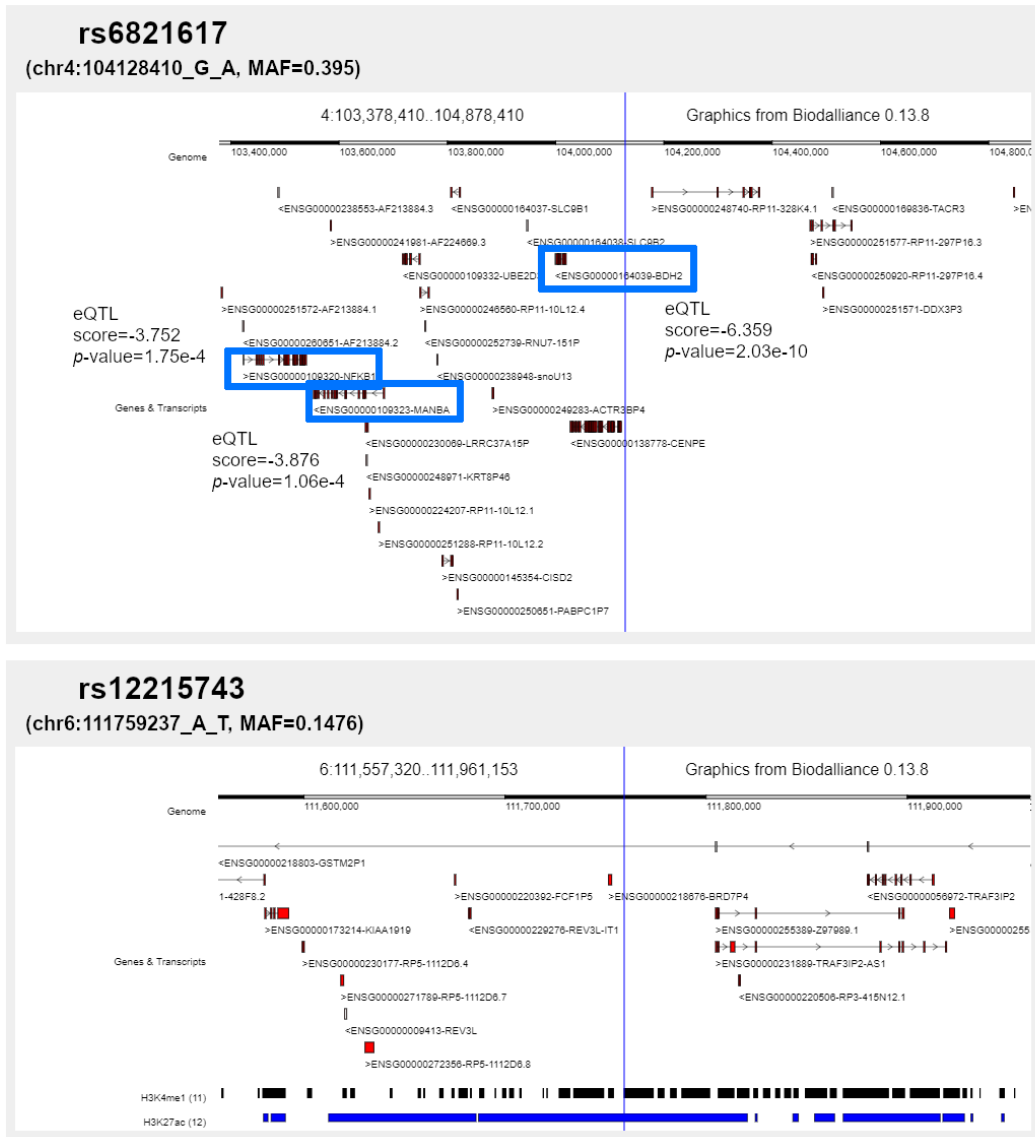 rs6821617
(chr4:104128410_G_A, MAF=0.395)
4:103,378,410..104,878,410 Graphics from Biodalliance 0.13.8
Genome
103,400,000 103,600,000 103,800,000 104,000,000 104,200,000 104,400,000 104,600,000 104,800,0
<ENSG00000238553-AF213884.3 <ENSG00000164037-SLC9B1 >ENSG00000248740-RP11-328K4.1 <ENSG00000169836-TACR3 >EN
>ENSG00000241981-AF224669.3 <ENSG00000164038-SLC9B2 >ENSG00000251577-RP11-297P16.3
<ENSG00000109332-UBE2D3 <ENSG00000164039-BDH2 <ENSG00000250920-RP11-297P16.4
>ENSG00000251572-AF213884.1 >ENSG00000246560-RP11-10L12.4 <ENSG00000251571-DDX3P3
eQTL
score=-3.752
p-value=1.75e-4
eQTL
score=-6.359
p-value=2.03e-10
<ENSG00000260651-AF213884.2 <ENSG00000252739-RNU7-151P
>ENSG00000109320-NFKB1 <ENSG00000238948-snoU13
Genes & Transcripts
<ENSG00000109323-MANBA >ENSG00000249283-ACTR3BP4
eQTL
score=-3.876
p-value=1.06e-4
<ENSG00000230069-LRRC37A15P <ENSG00000138778-CENPE
<ENSG00000248971-KRT8P46
>ENSG00000224207-RP11-10L12.1
>ENSG00000251288-RP11-10L12.2
>ENSG00000145354-CISD2
>ENSG00000250651-PABPC1P7
rs12215743
(chr6:111759237_A_T, MAF=0.1476)
6:111,557,320..111,961,153 Graphics from Biodalliance 0.13.8
Genome
111,600,000 111,700,000 111,800,000 111,900,000
<ENSG00000218803-GSTM2P1
1-428F8.2 >ENSG00000220392-FCF1P5 >ENSG00000218676-BRD7P4 <ENSG00000056972-TRAF3IP2
>ENSG00000173214-KIAA1919 <ENSG00000229276-REV3L-IT1 >ENSG00000255389-Z97989.1 >ENSG00000255
Genes & Transcripts
>ENSG00000230177-RP5-1112D6.4 >ENSG00000231889-TRAF3IP2-AS1
>ENSG00000271789-RP5-1112D6.7 <ENSG00000220506-RP3-415N12.1
<ENSG00000009413-REV3L
>ENSG00000272356-RP5-1112D6.8
H3K4me1 (11)
H3K27ac (12)